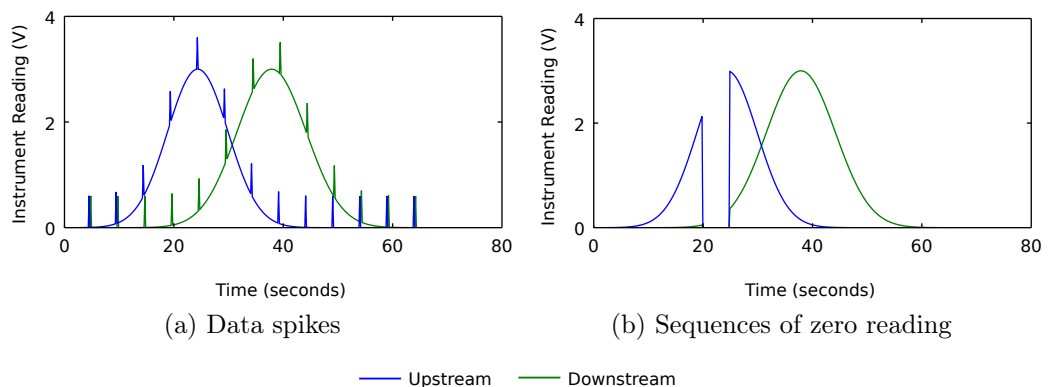 Instrument Reading (V)
4
2
0
0 20 40 60 80
Time (seconds)
(a) Data spikes
Instrument Reading (V)
4
2
0
0 20 40 60 80
Time (seconds)
(b) Sequences of zero reading
Upstream
Downstream